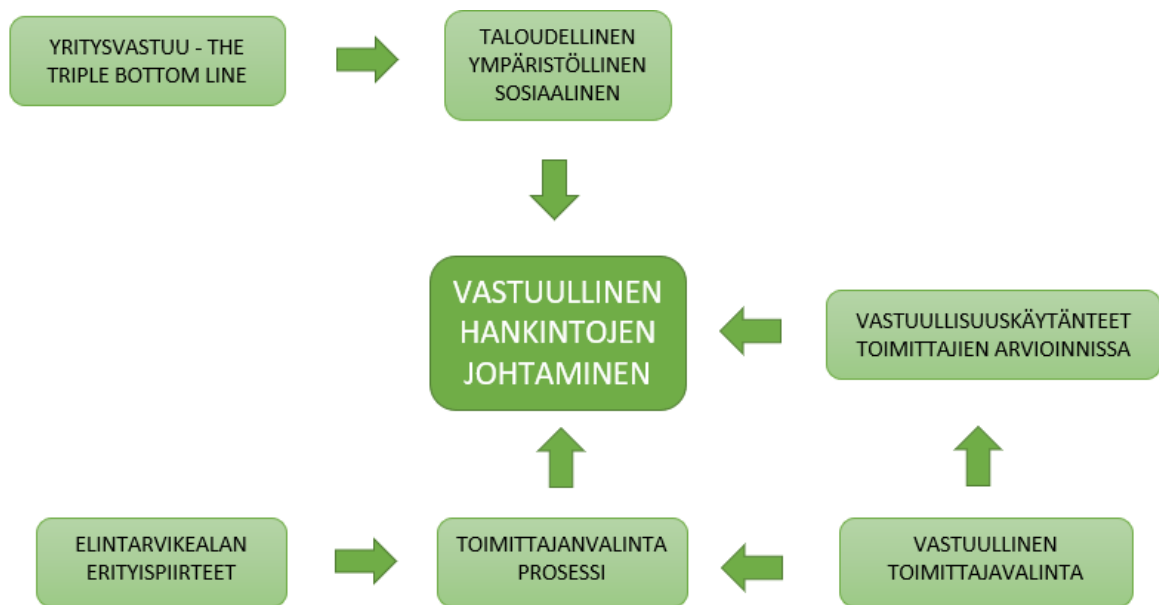 YRITYSVASTUU - THE
TRIPLE BOTTOM LINE
TALOUDELLINEN
YMPÄRISTÖLLINEN
SOSIAALINEN
VASTUULLINEN
HANKINTOJEN
JOHTAMINEN
VASTUULLISUUSKÄYTÄNTEET
TOIMITTAJIEN ARVIOINNISSA
ELINTARVIKEALAN
ERITYISPIIRTEET
TOIMITTAJANVALINTA
PROSESSI
VASTUULLINEN
TOIMITTAJAVALINTA